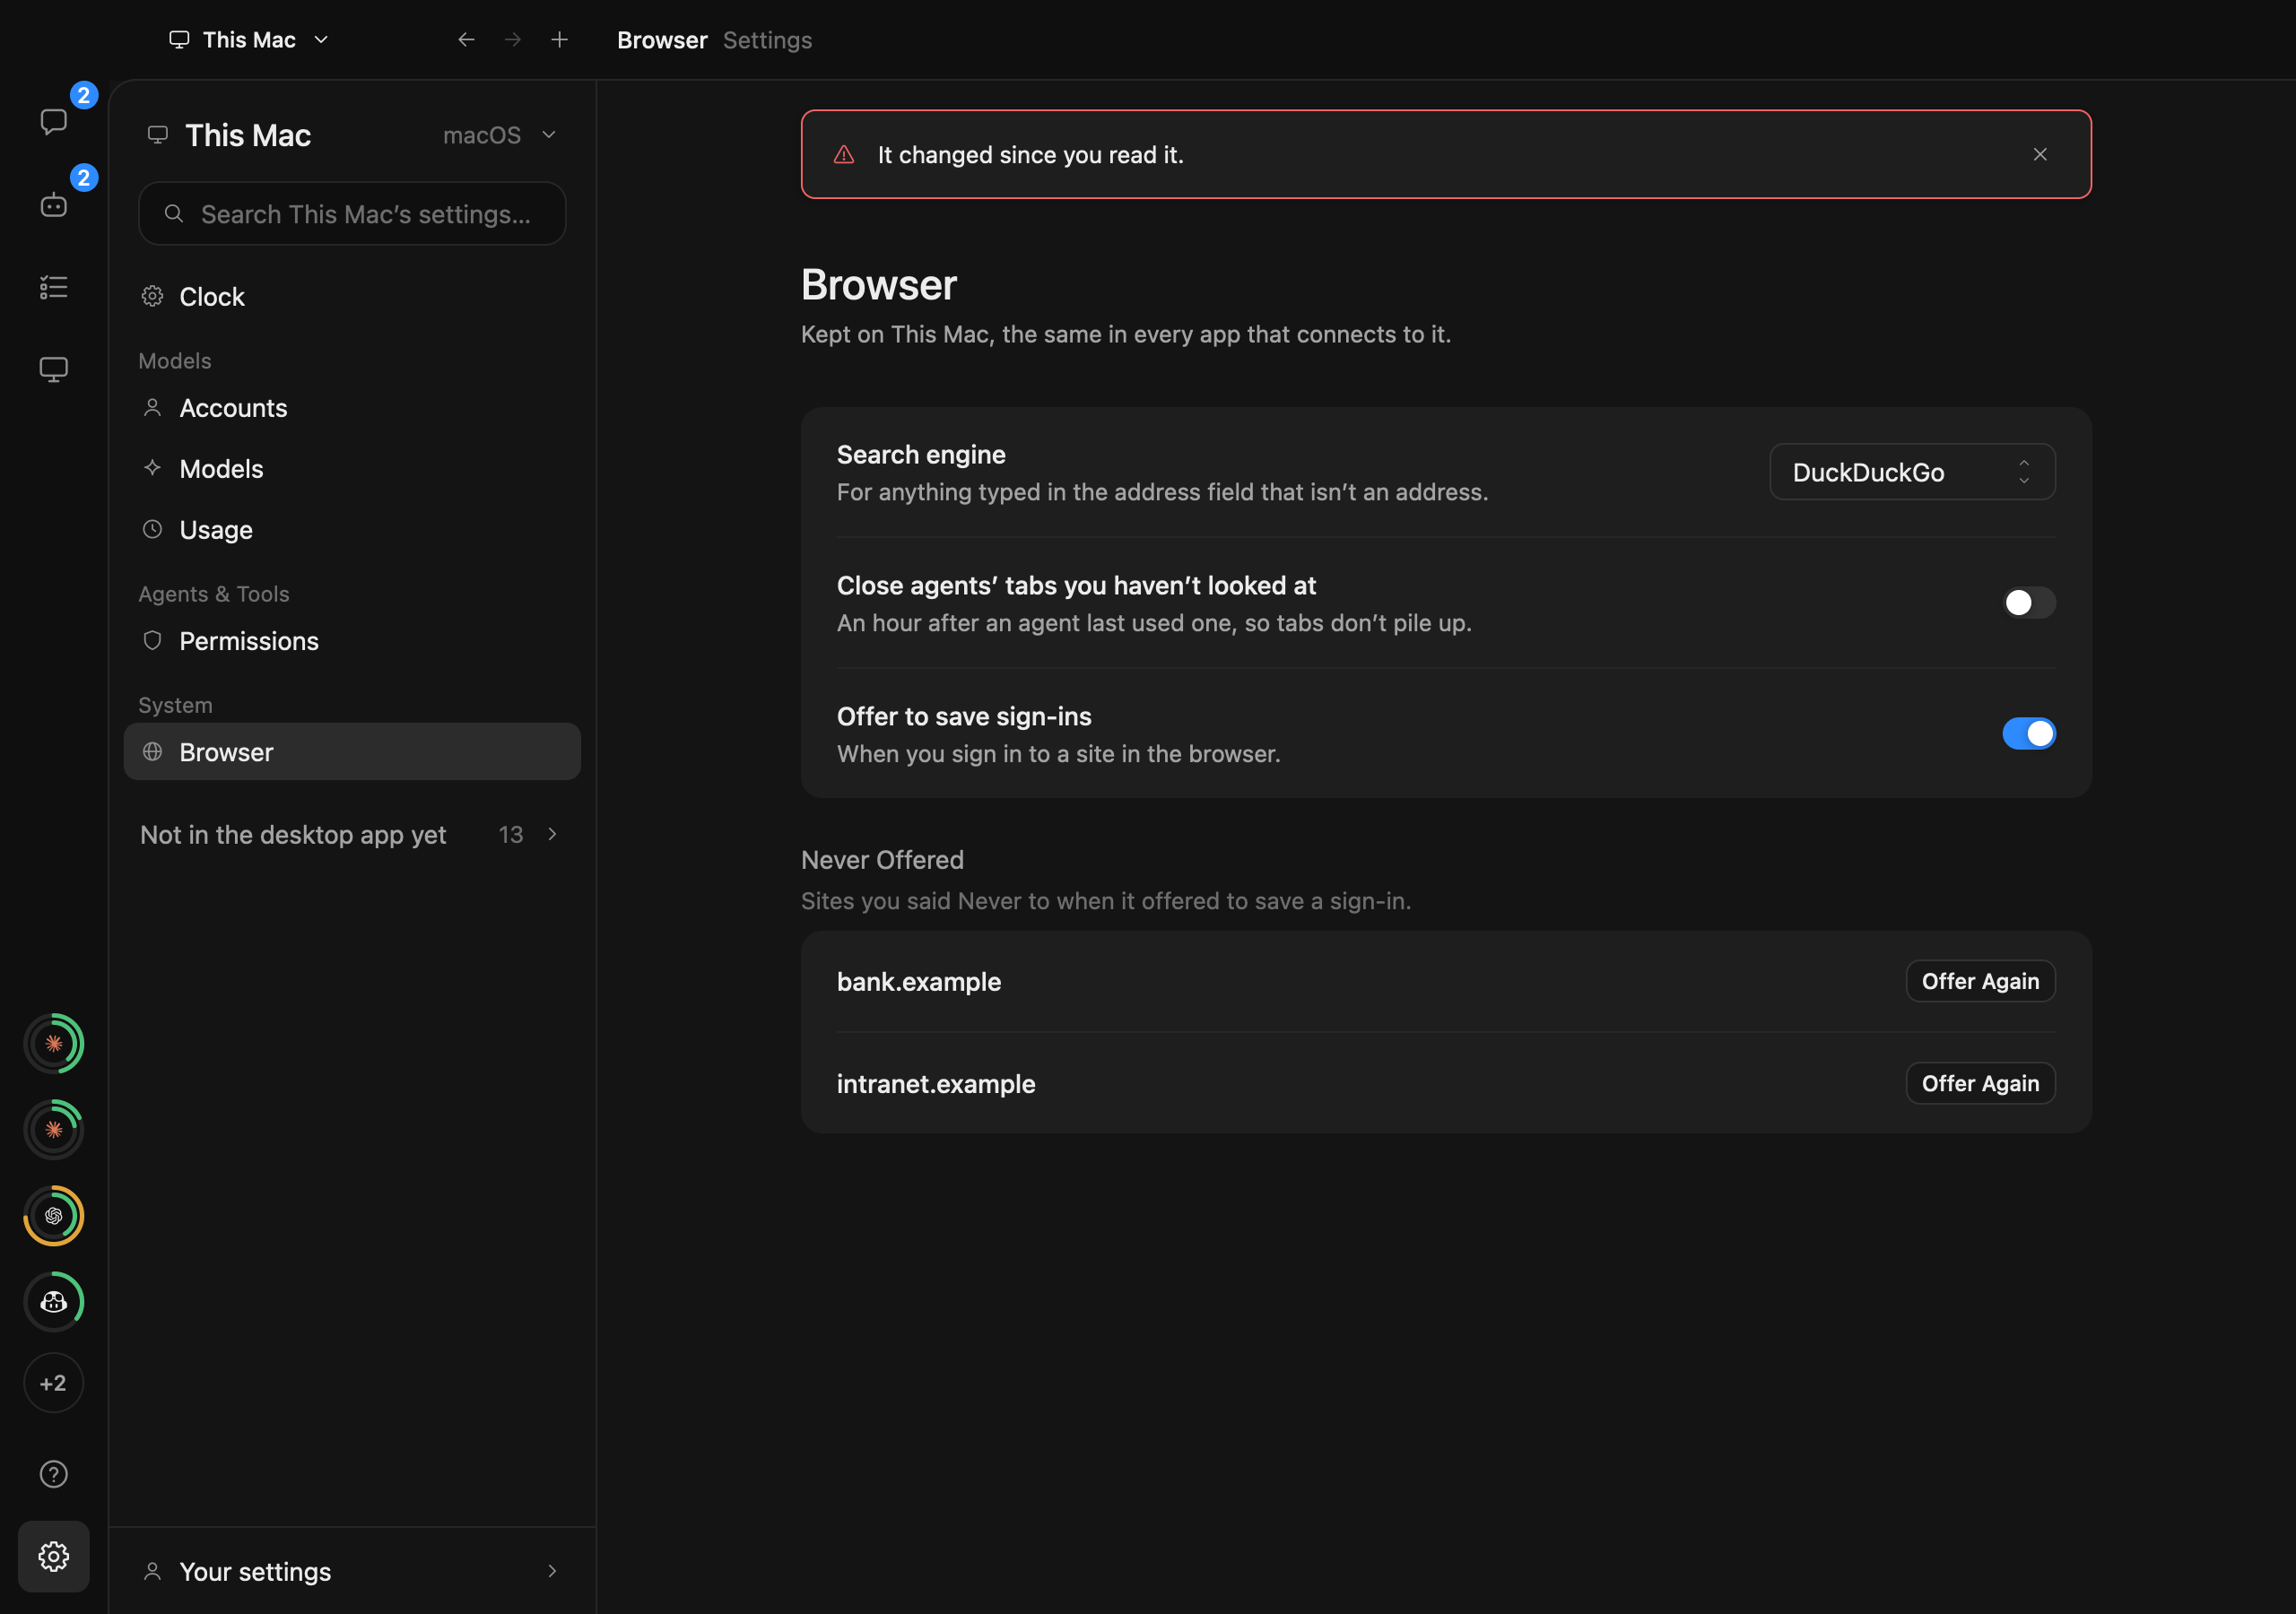 This Mac
Browser Settings
2
2
This Mac
macOS
Search This Mac’s settings...
Clock
Models
Accounts
Models
Usage
Agents & Tools
Permissions
System
Browser
Not in the desktop app yet 13
+2
Your settings
It changed since you read it.
Browser
Kept on This Mac, the same in every app that connects to it.
Search engine
For anything typed in the address field that isn’t an address.
DuckDuckGo
Close agents’ tabs you haven’t looked at
An hour after an agent last used one, so tabs don’t pile up.
Offer to save sign-ins
When you sign in to a site in the browser.
Never Offered
Sites you said Never to when it offered to save a sign-in.
bank.example
Offer Again
intranet.example
Offer Again